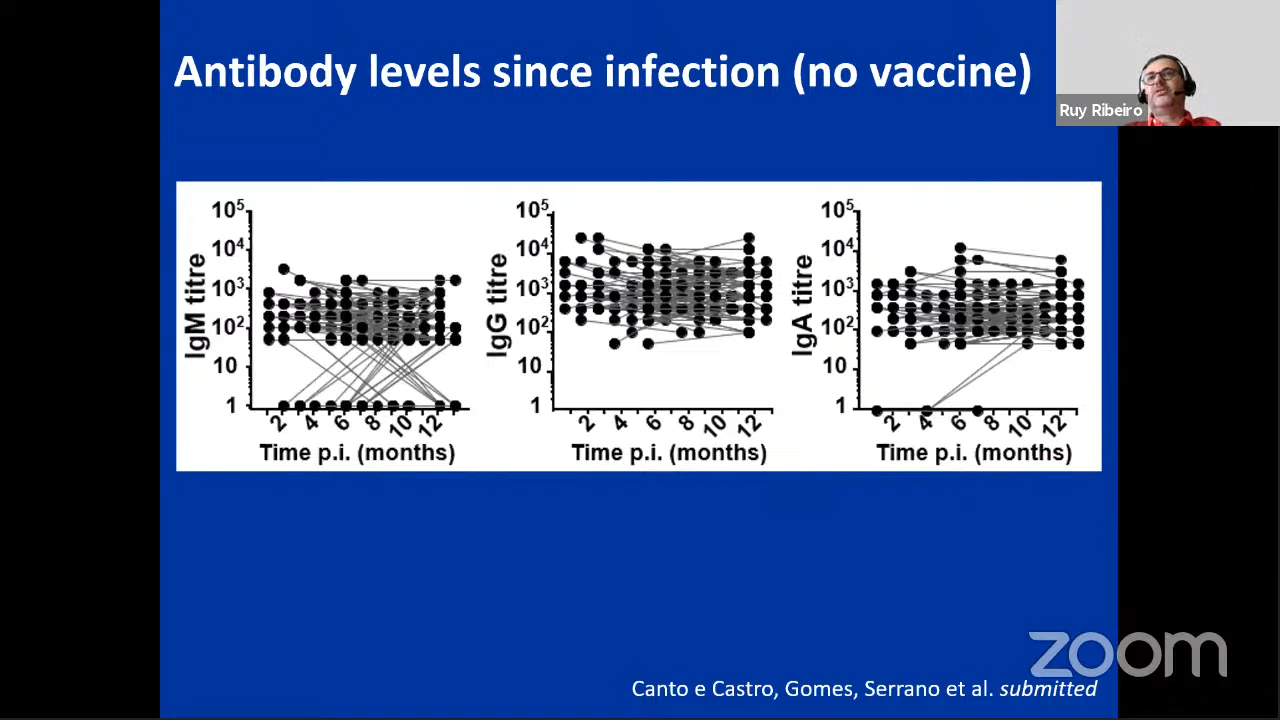 Antibody levels since infection (no vaccine)
Ruy Ribeiro
IgM titre
10⁵
10⁴
10³
10²
10
1
2 4 6 8 10 12
Time p.i. (months)
IgG titre
10⁵
10⁴
10³
10²
10
1
2 4 6 8 10 12
Time p.i. (months)
IgA titre
10⁵
10⁴
10³
10²
10
1
2 4 6 8 10 12
Time p.i. (months)
zoom
Canto e Castro, Gomes, Serrano et al. submitted